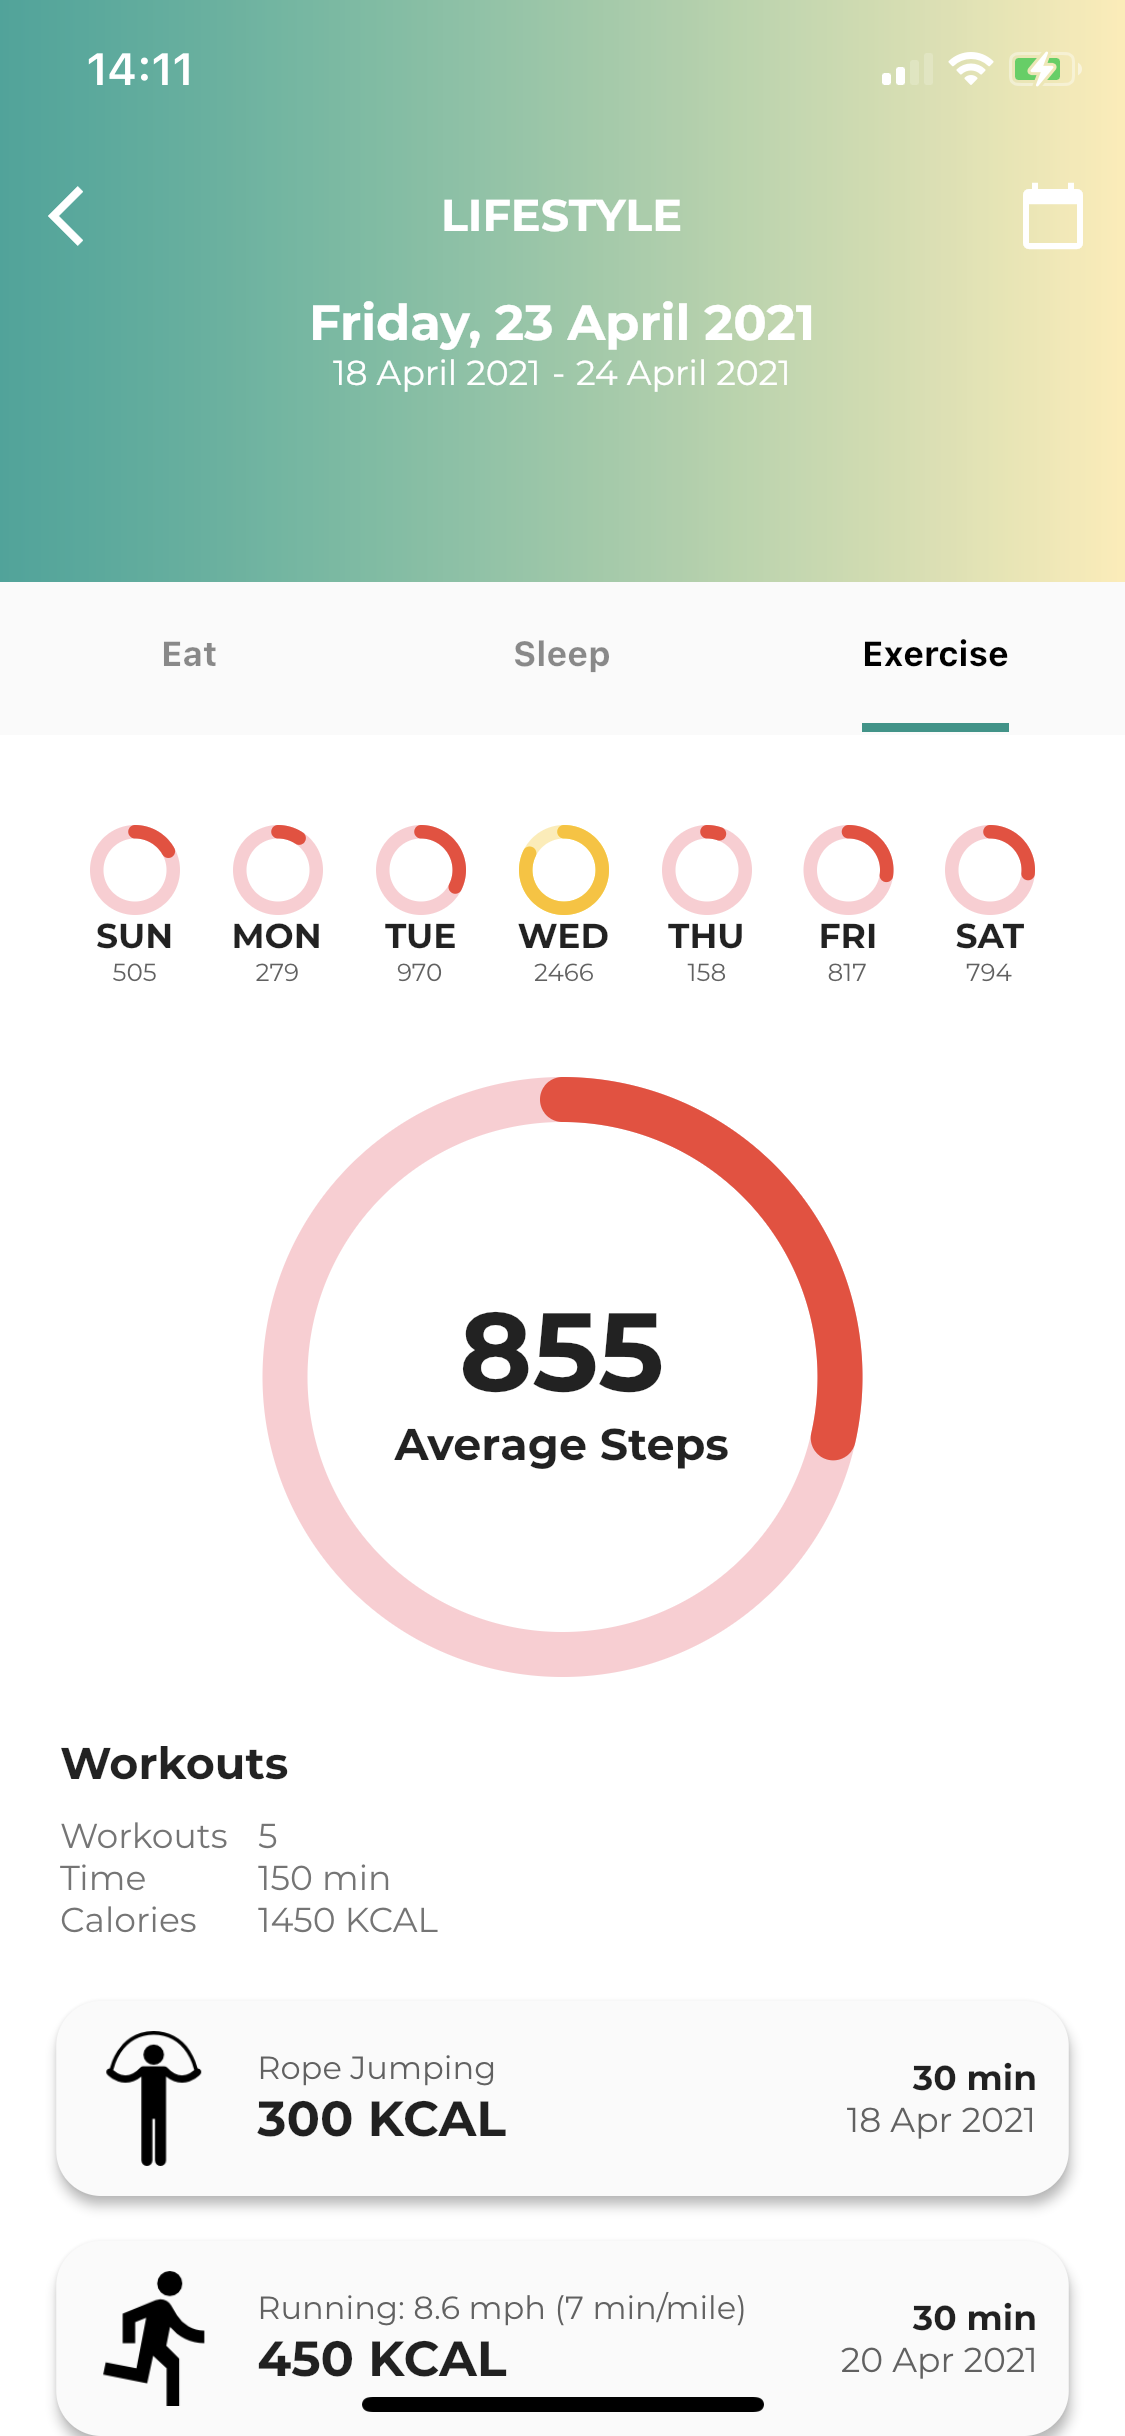 14:11
LIFESTYLE
Friday, 23 April 2021
18 April 2021 - 24 April 2021
Eat Sleep Exercise
SUN MON TUE WED THU FRI SAT
505 279 970 2466 158 817 794
855
Average Steps
Workouts
Workouts 5
Time 150 min
Calories 1450 KCAL
Rope Jumping
300 KCAL
30 min
18 Apr 2021
Running: 8.6 mph (7 min/mile)
450 KCAL
30 min
20 Apr 2021